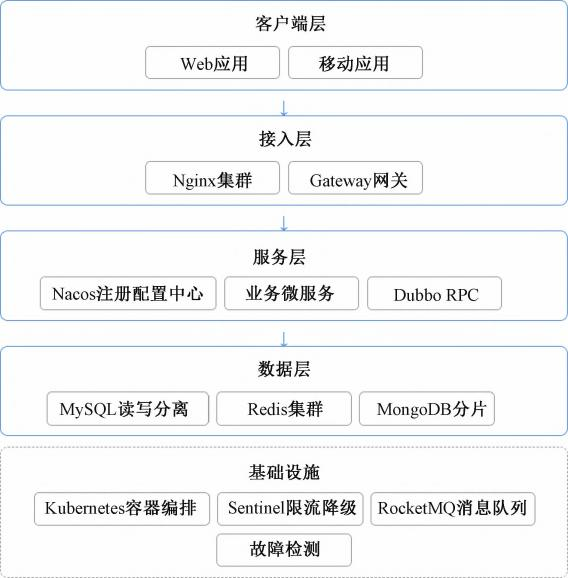 客户端层
Web应用 移动应用
接入层
Nginx集群 Gateway网关
服务层
Nacos注册配置中心 业务微服务 Dubbo RPC
数据层
MySQL读写分离 Redis集群 MongoDB分片
基础设施
Kubernetes容器编排 Sentinel限流降级 RocketMQ消息队列
故障检测